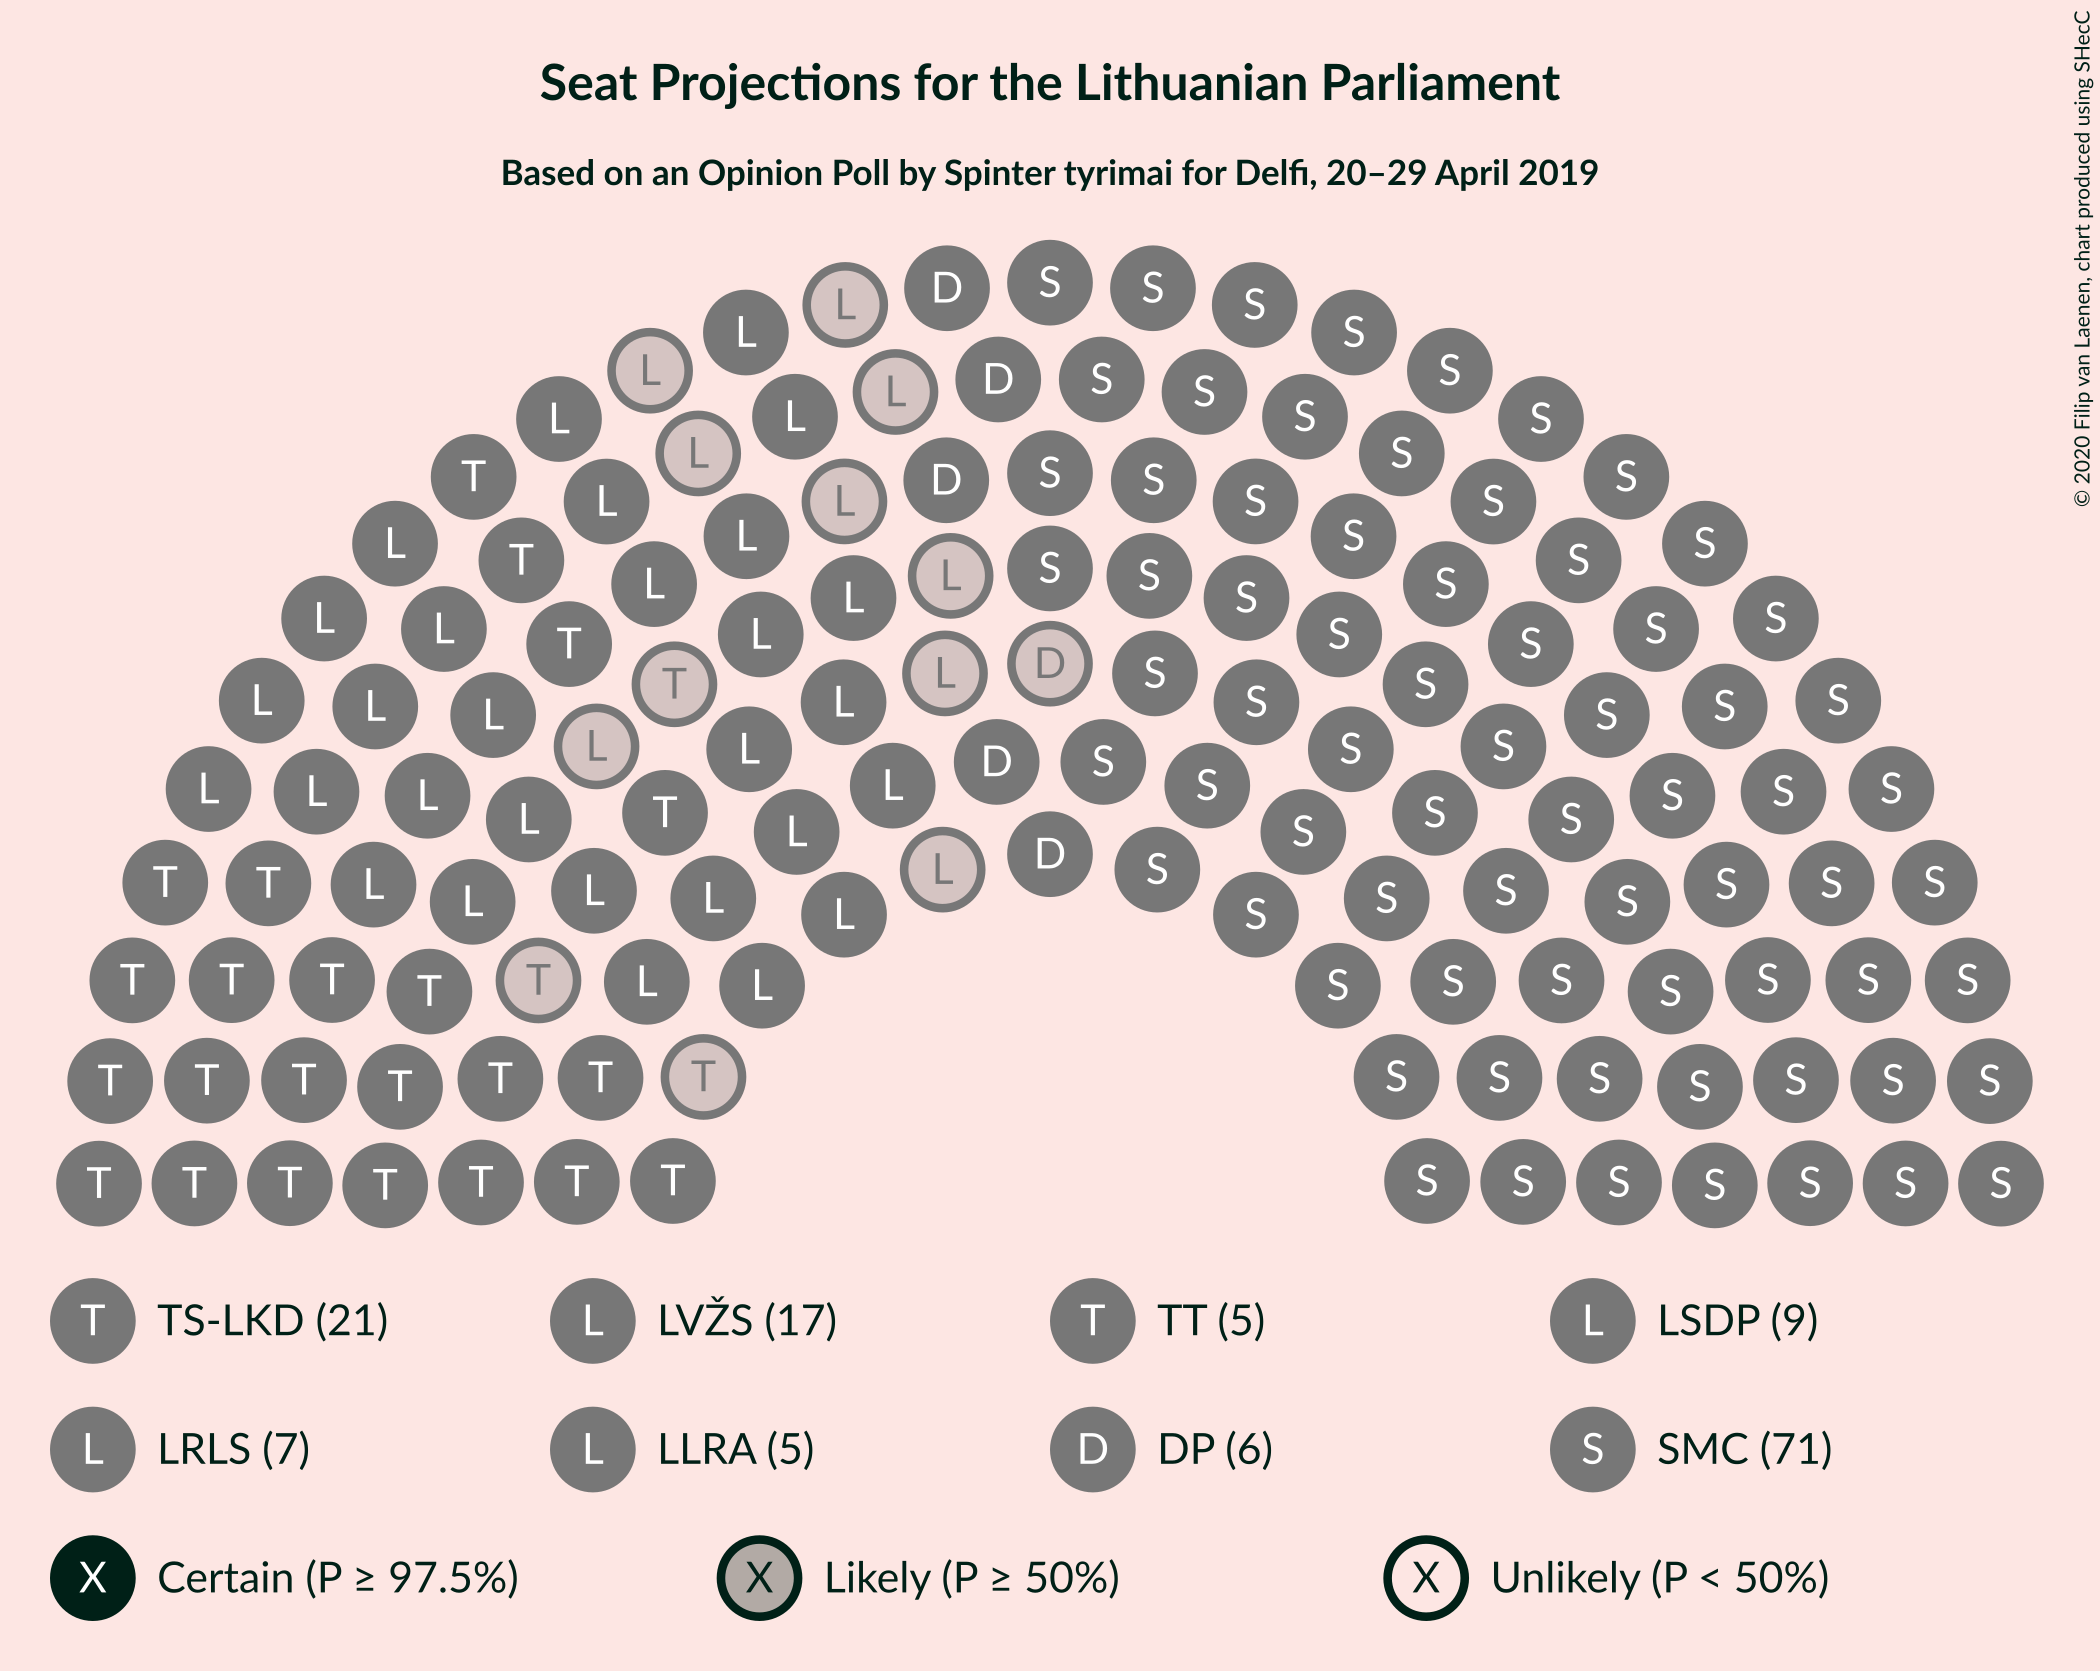 Seat Projections for the Lithuanian Parliament
Based on an Opinion Poll by Spinter tyrimai for Delfi, 20–29 April 2019
© 2020 Filip van Laenen, chart produced using SHecC
L D S S S S
L L S
L L D S S S S
T L S S
L T L L L D S S S S S S
L L T L L L L S S S S S S
L L L L T L L L D S S S S S S S
L L L L T L L L D S S S S S S S S
T T L L L L L L D S S S S S S S
T T T T T L L S S S S S S S
T T T T T T T S S S S S S S
T T T T T T T S S S S S S S
T TS-LKD (21) L LVŽS (17) T TT (5) L LSDP (9)
L LRLS (7) L LLRA (5) D DP (6) S SMC (71)
X Certain (P ≥ 97.5%) X Likely (P ≥ 50%) X Unlikely (P < 50%)